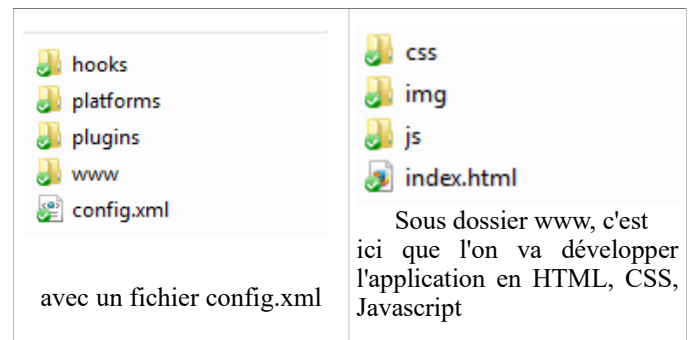 hooks
platforms
plugins
www
config.xml
avec un fichier config.xml
css
img
js
index.html
Sous dossier www, c'est
ici que l'on va développer
l'application en HTML, CSS,
Javascript